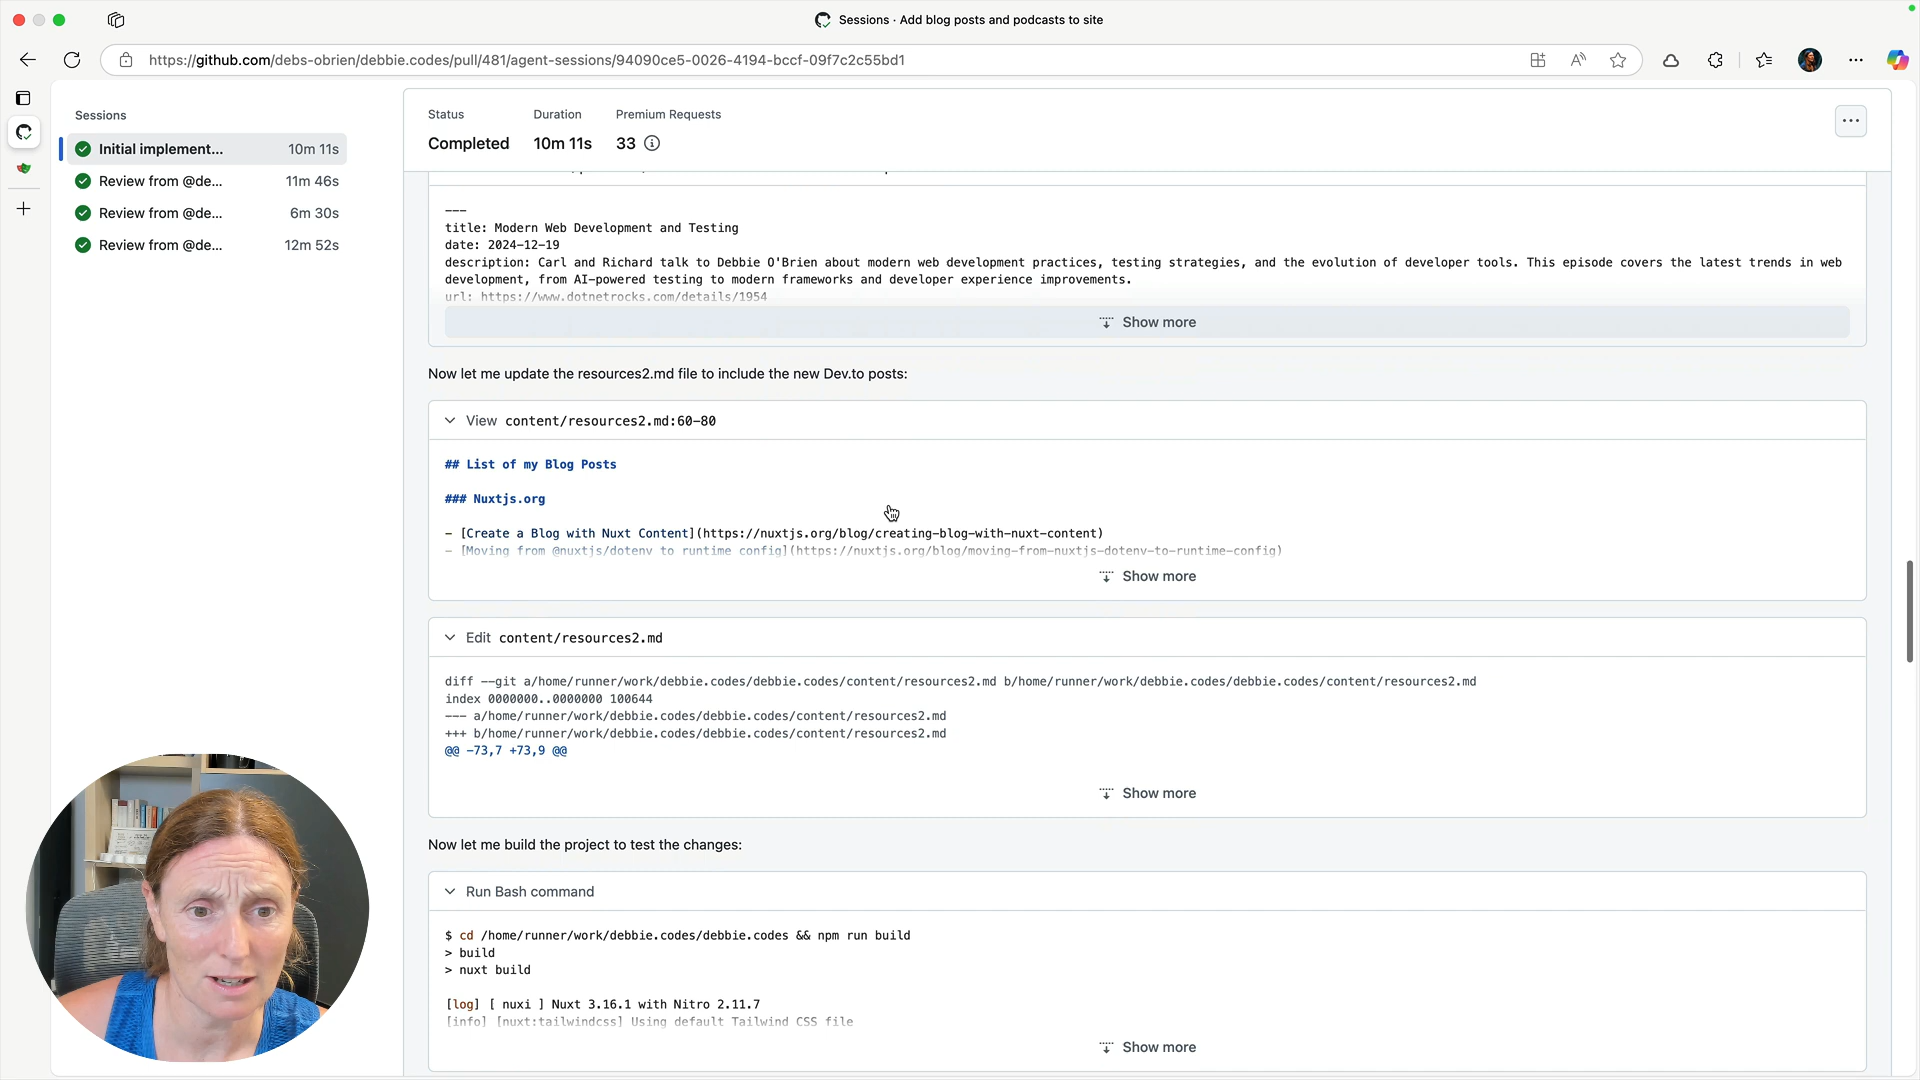 Sessions · Add blog posts and podcasts to site
https://github.com/debs-obrien/debbie.codes/pull/481/agent-sessions/94090ce5-0026-4194-bccf-09f7c2c55bd1
Sessions
Initial implement... 10m 11s
Review from @de... 11m 46s
Review from @de... 6m 30s
Review from @de... 12m 52s
Status Duration Premium Requests
Completed 10m 11s 33
---
title: Modern Web Development and Testing
date: 2024-12-19
description: Carl and Richard talk to Debbie O'Brien about modern web development practices, testing strategies, and the evolution of developer tools. This episode covers the latest trends in web
development, from AI-powered testing to modern frameworks and developer experience improvements.
url: https://www.dotnetrocks.com/details/1954
Show more
Now let me update the resources2.md file to include the new Dev.to posts:
View content/resources2.md:60-80
## List of my Blog Posts
### Nuxtjs.org
- [Create a Blog with Nuxt Content](https://nuxtjs.org/blog/creating-blog-with-nuxt-content)
- [Moving from @nuxtjs/dotenv to runtime config](https://nuxtjs.org/blog/moving-from-nuxtjs-dotenv-to-runtime-config)
Show more
Edit content/resources2.md
diff --git a/home/runner/work/debbie.codes/debbie.codes/content/resources2.md b/home/runner/work/debbie.codes/debbie.codes/content/resources2.md
index 0000000..0000000 100644
--- a/home/runner/work/debbie.codes/debbie.codes/content/resources2.md
+++ b/home/runner/work/debbie.codes/debbie.codes/content/resources2.md
@@ -73,7 +73,9 @@
Show more
Now let me build the project to test the changes:
Run Bash command
$ cd /home/runner/work/debbie.codes/debbie.codes && npm run build
> build
> nuxt build
[log] [ nuxi ] Nuxt 3.16.1 with Nitro 2.11.7
[info] [nuxt:tailwindcss] Using default Tailwind CSS file
Show more